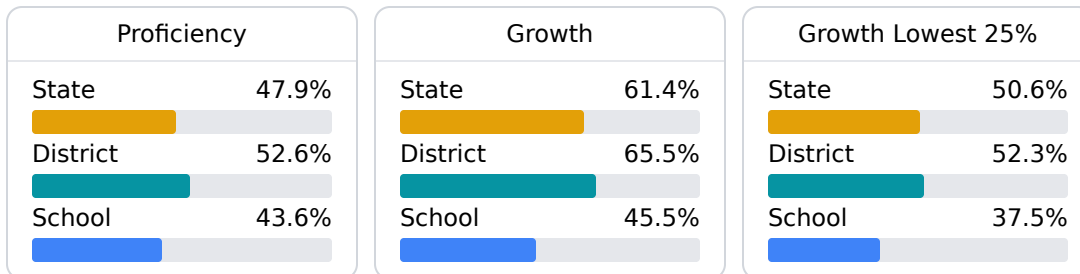 Proficiency
State 47.9%
District 52.6%
School 43.6%
Growth
State 61.4%
District 65.5%
School 45.5%
Growth Lowest 25%
State 50.6%
District 52.3%
School 37.5%